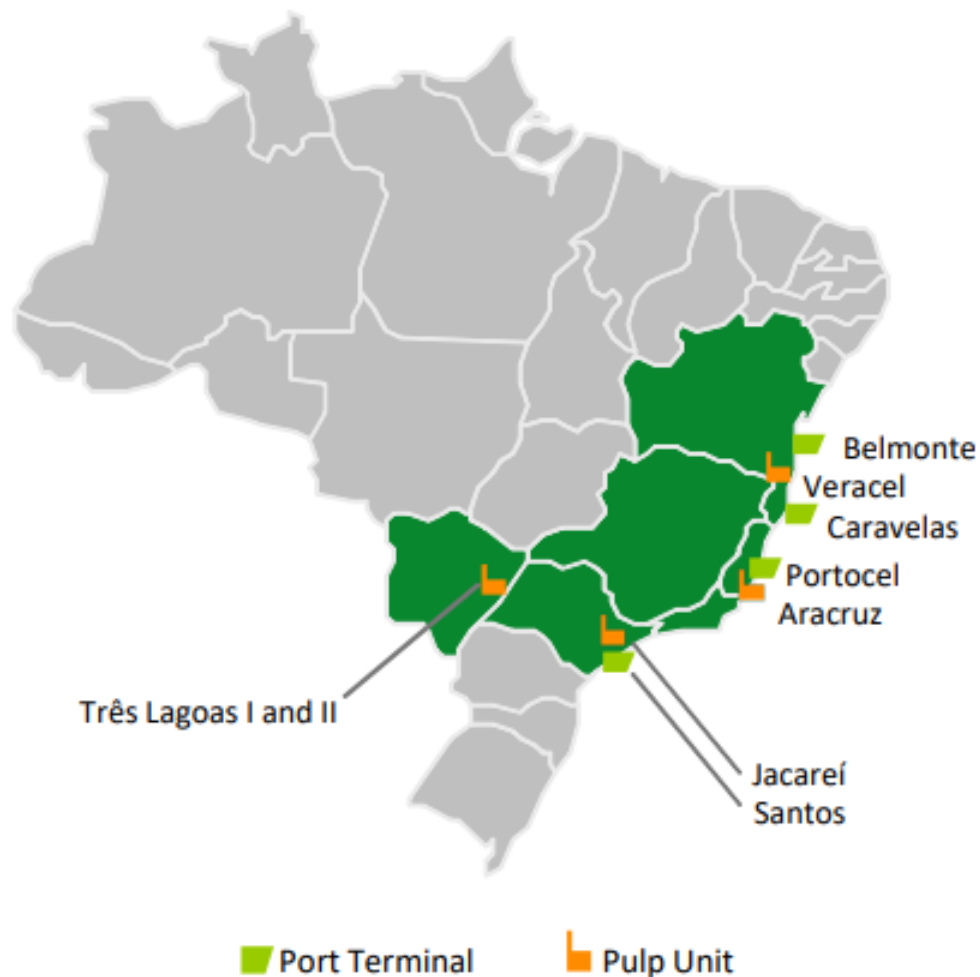 Belmonte
Veracel
Caravelas
Portocel
Aracruz
Três Lagoas I and II
Jacareí
Santos
Port Terminal
Pulp Unit